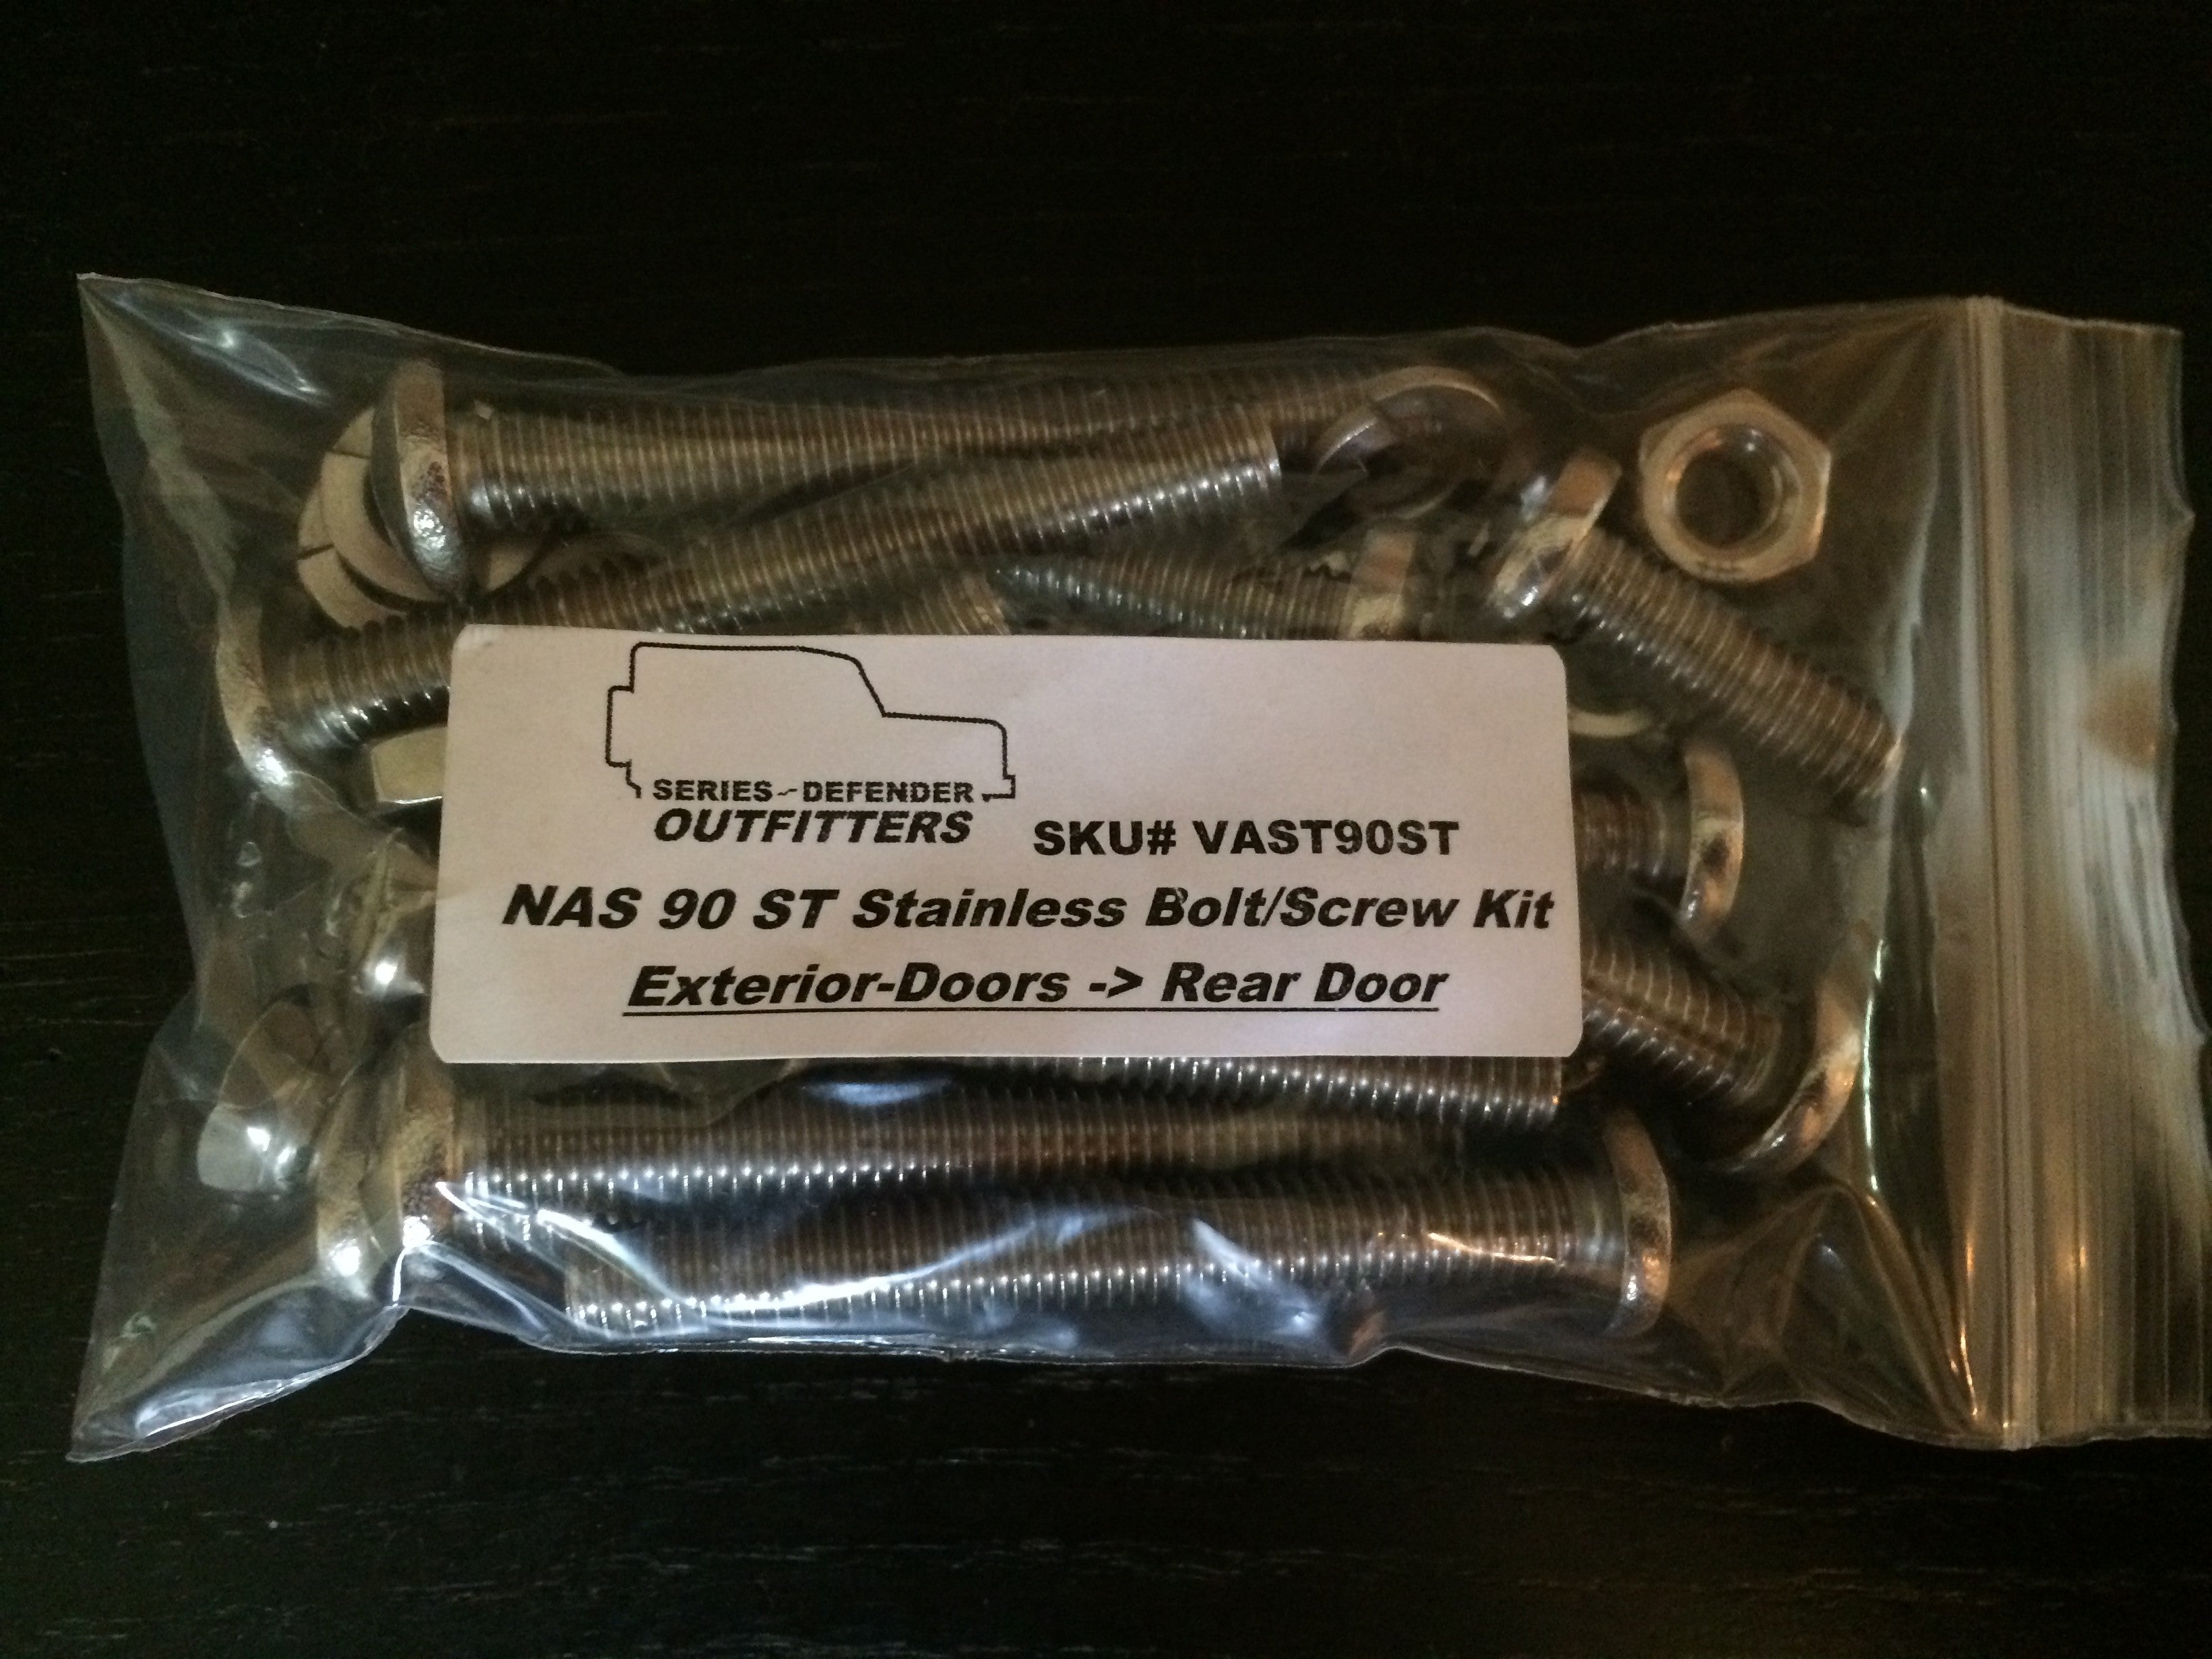 SERIES~DEFENDER
OUTFITTERS
SKU# VAST90ST
NAS 90 ST Stainless Bolt/Screw Kit
Exterior-Doors -> Rear Door